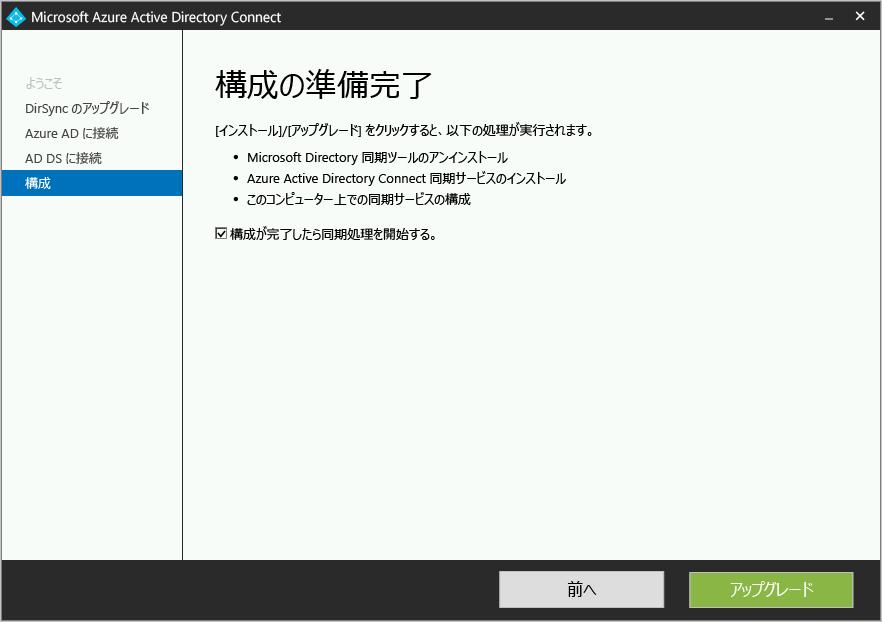 Microsoft Azure Active Directory Connect
ようこそ
DirSync のアップグレード
Azure AD に接続
AD DS に接続
構成
構成の準備完了
[インストール]/[アップグレード] をクリックすると、以下の処理が実行されます。
• Microsoft Directory 同期ツールのアンインストール
• Azure Active Directory Connect 同期サービスのインストール
• このコンピューター上での同期サービスの構成
構成が完了したら同期処理を開始する。
前へ
アップグレード